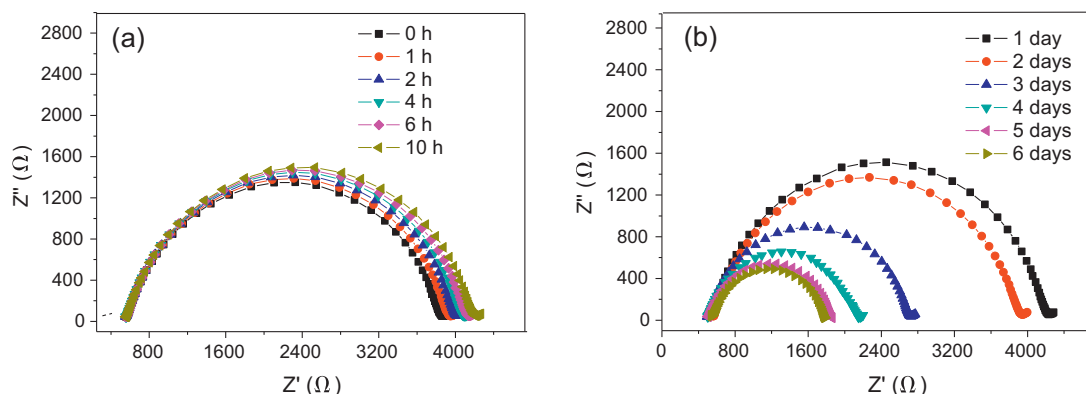 (a)
0 h
1 h
2 h
4 h
6 h
10 h
2800
2400
2000
1600
1200
800
400
0
Z'' (Ω)
800 1600 2400 3200 4000
Z' (Ω)
(b)
1 day
2 days
3 days
4 days
5 days
6 days
2800
2400
2000
1600
1200
800
400
0
Z'' (Ω)
0 800 1600 2400 3200 4000
Z' (Ω)